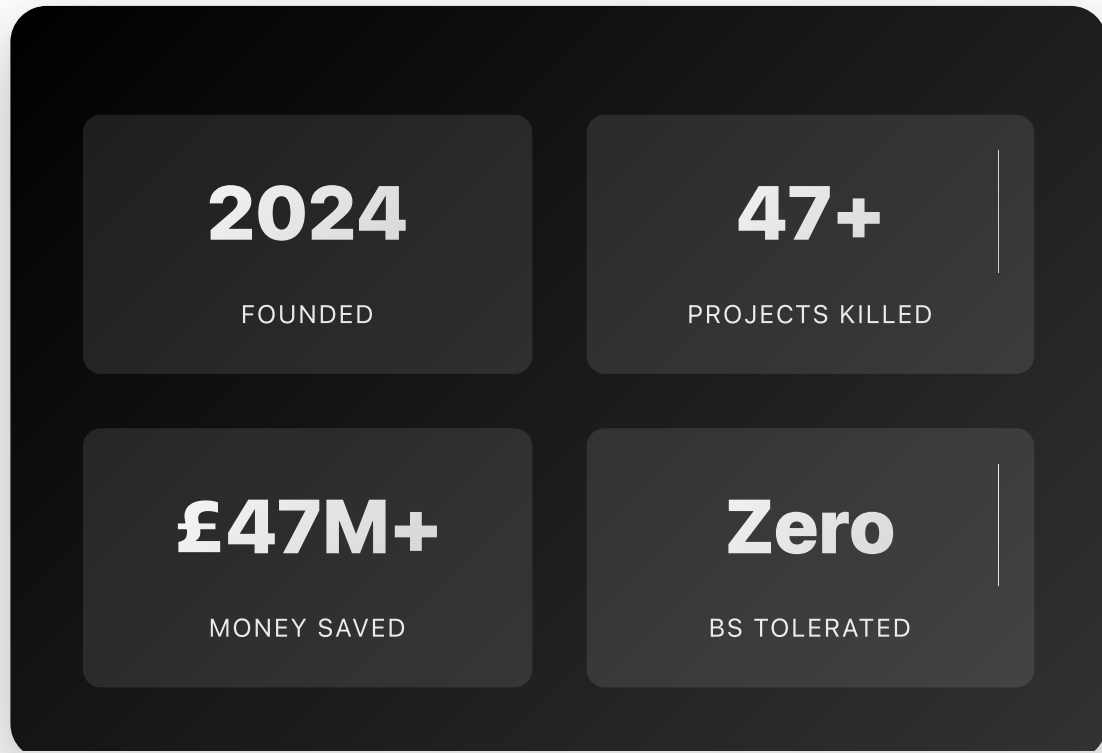 2024
FOUNDED
47+
PROJECTS KILLED
£47M+
MONEY SAVED
Zero
BS TOLERATED